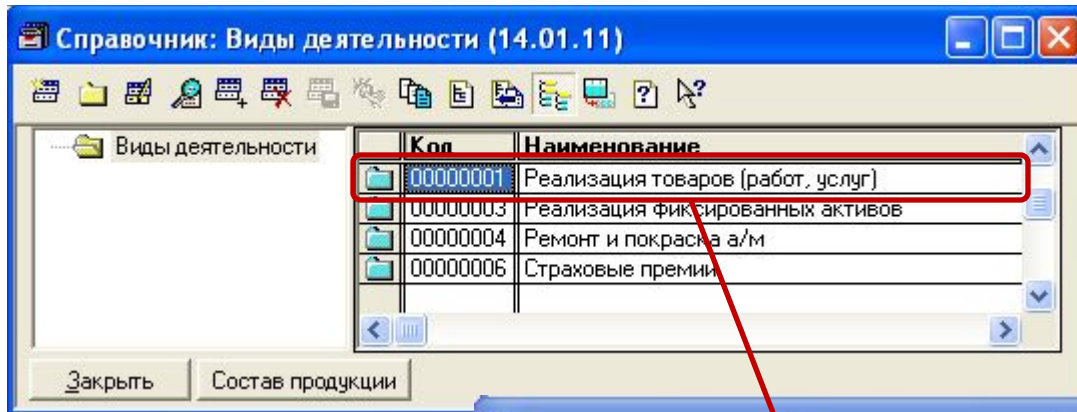 Справочник: Виды деятельности (14.01.11)
Виды деятельности
Код Наименование
00000001 Реализация товаров (работ, услуг)
00000003 Реализация фиксированных активов
00000004 Ремонт и покраска а/м
00000006 Страховые премии
Закрыть Состав продукции